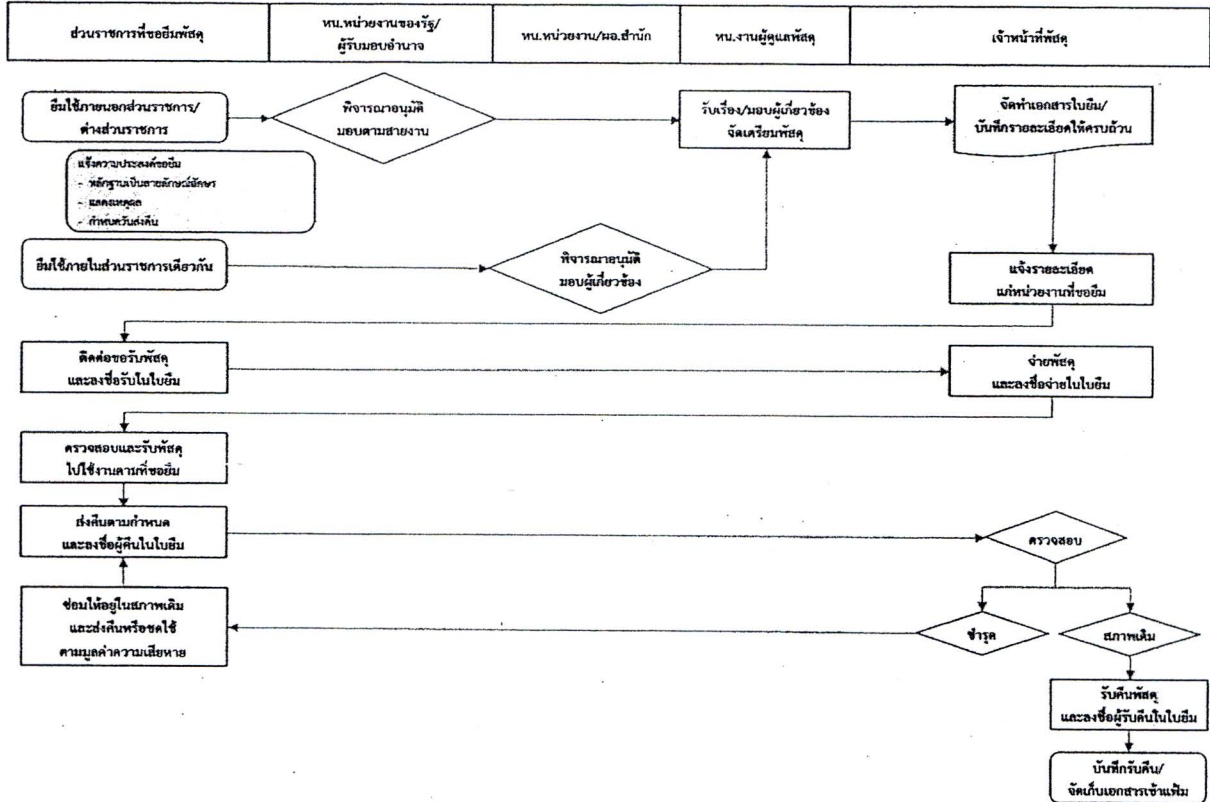 ส่วนราชการที่ขอยืมพัสดุ
หน.หน่วยงานของรัฐ/
ผู้รับมอบอำนาจ
หน.หน่วยงาน/ผอ.สำนัก
หน.งานผู้ดูแลพัสดุ
เจ้าหน้าที่พัสดุ
ยืมใช้ภายนอกส่วนราชการ/
ต่างส่วนราชการ
พิจารณาอนุมัติ
มอบตามสายงาน
รับเรื่อง/มอบผู้เกี่ยวข้อง
จัดเตรียมพัสดุ
จัดทำเอกสารใบยืม/
บันทึกรายละเอียดให้ครบถ้วน
แจ้งความประสงค์ขอยืม
- หลักฐานเป็นลายลักษณ์อักษร
- แสดงเหตุผล
- กำหนดวันส่งคืน
ยืมใช้ภายในส่วนราชการเดียวกัน
พิจารณาอนุมัติ
มอบผู้เกี่ยวข้อง
แจ้งรายละเอียด
แก่หน่วยงานที่ขอยืม
ติดต่อขอรับพัสดุ
และลงชื่อรับในใบยืม
จ่ายพัสดุ
และลงชื่อจ่ายในใบยืม
ตรวจสอบและรับพัสดุ
ไปใช้งานตามที่ขอยืม
ส่งคืนตามกำหนด
และลงชื่อผู้คืนในใบยืม
ตรวจสอบ
ซ่อมให้อยู่ในสภาพเดิม
และส่งคืนหรือชดใช้
ตามมูลค่าความเสียหาย
ชำรุด
สภาพเดิม
รับคืนพัสดุ
และลงชื่อผู้รับคืนในใบยืม
บันทึกรับคืน/
จัดเก็บเอกสารเข้าแฟ้ม